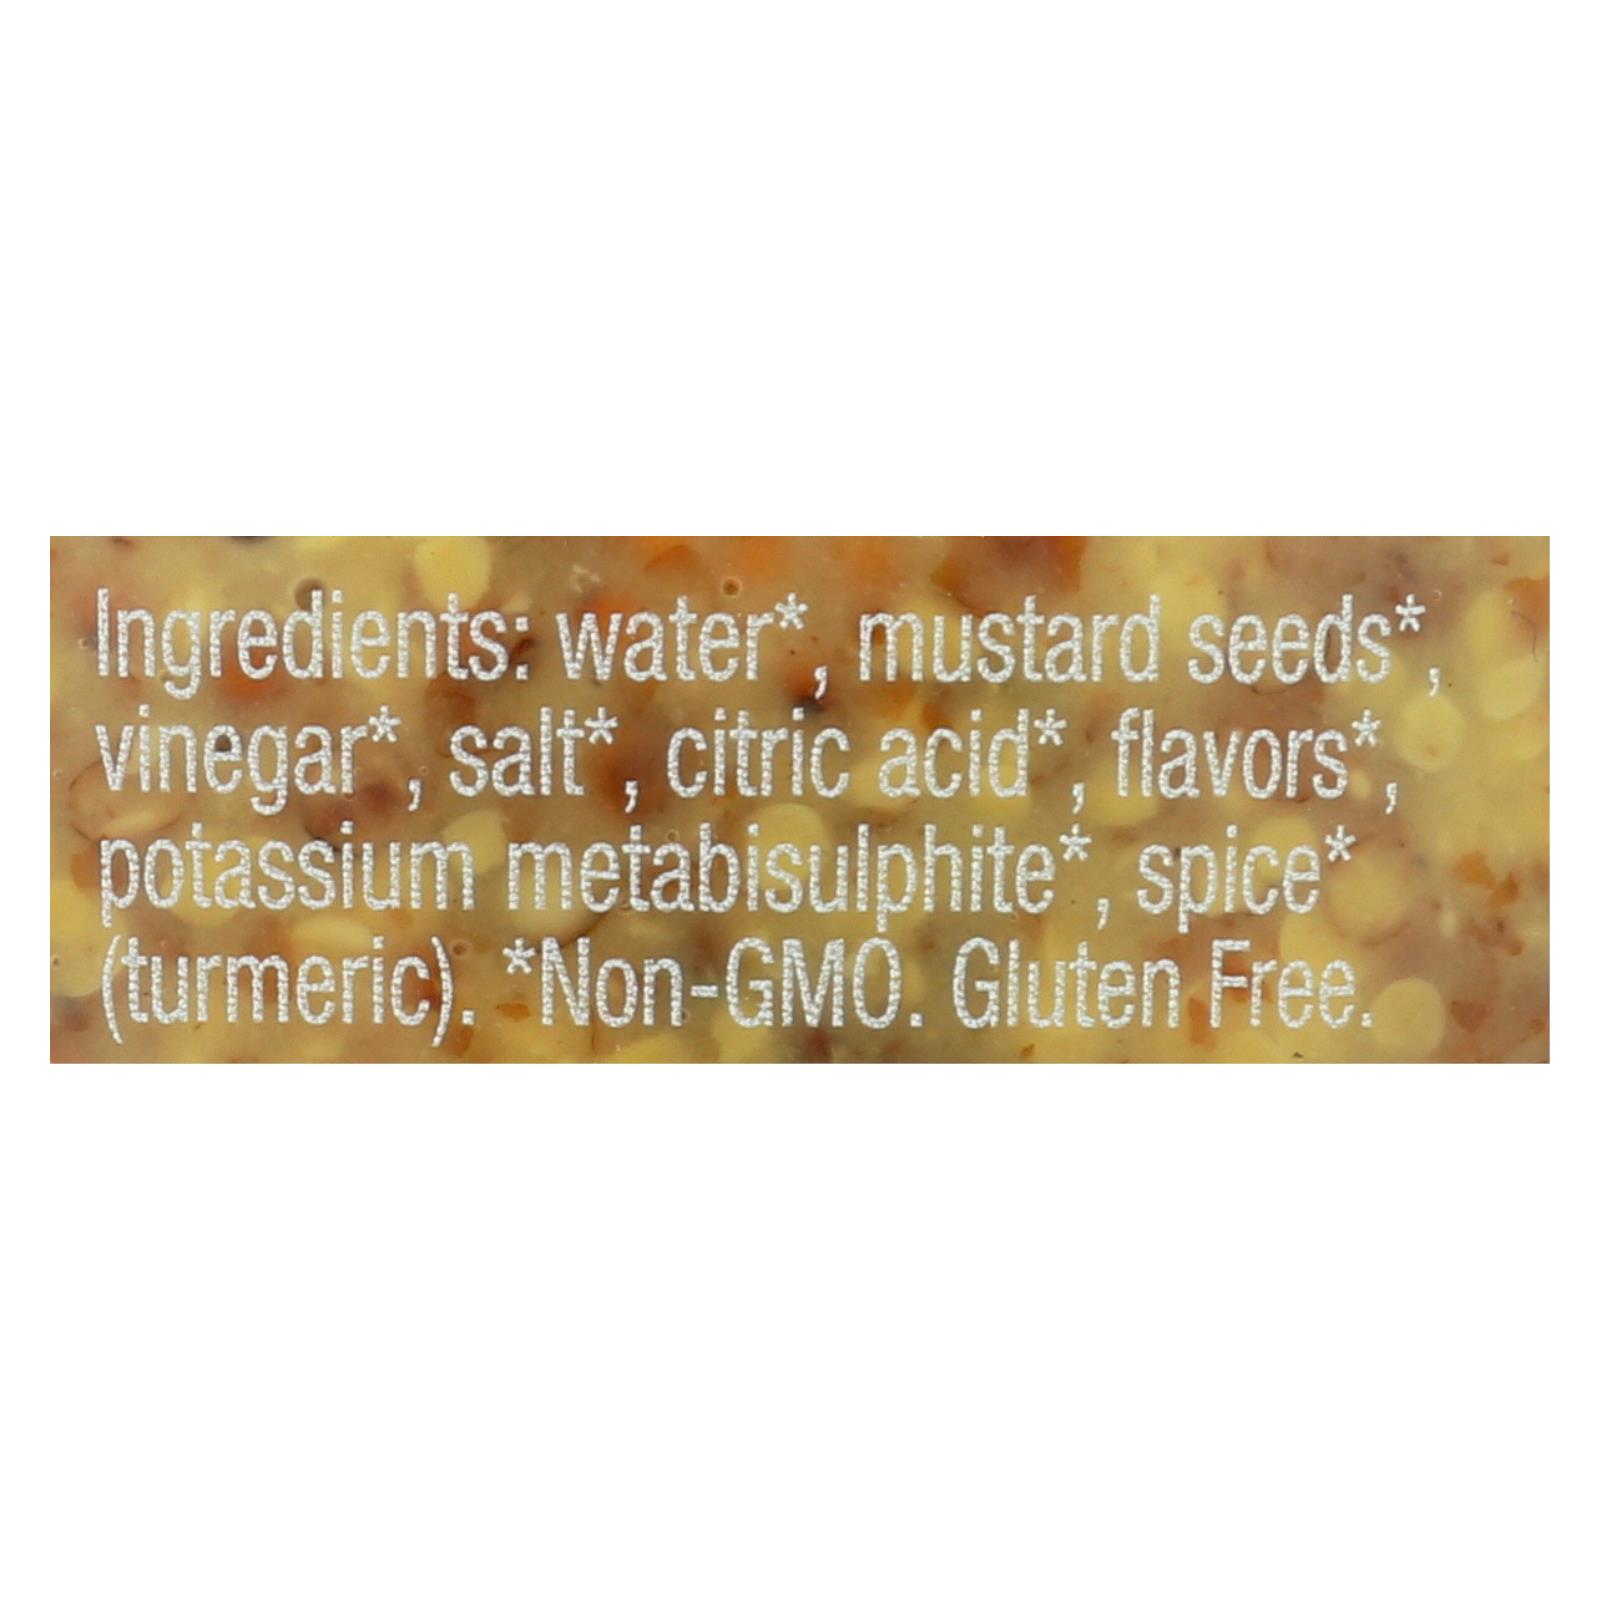 Ingredients: water* , mustard seeds* ,
vinegar* , salt* , citric acid* , flavors* ,
potassium metabisulphite* , spice*
(turmeric). *Non-GMO. Gluten Free.